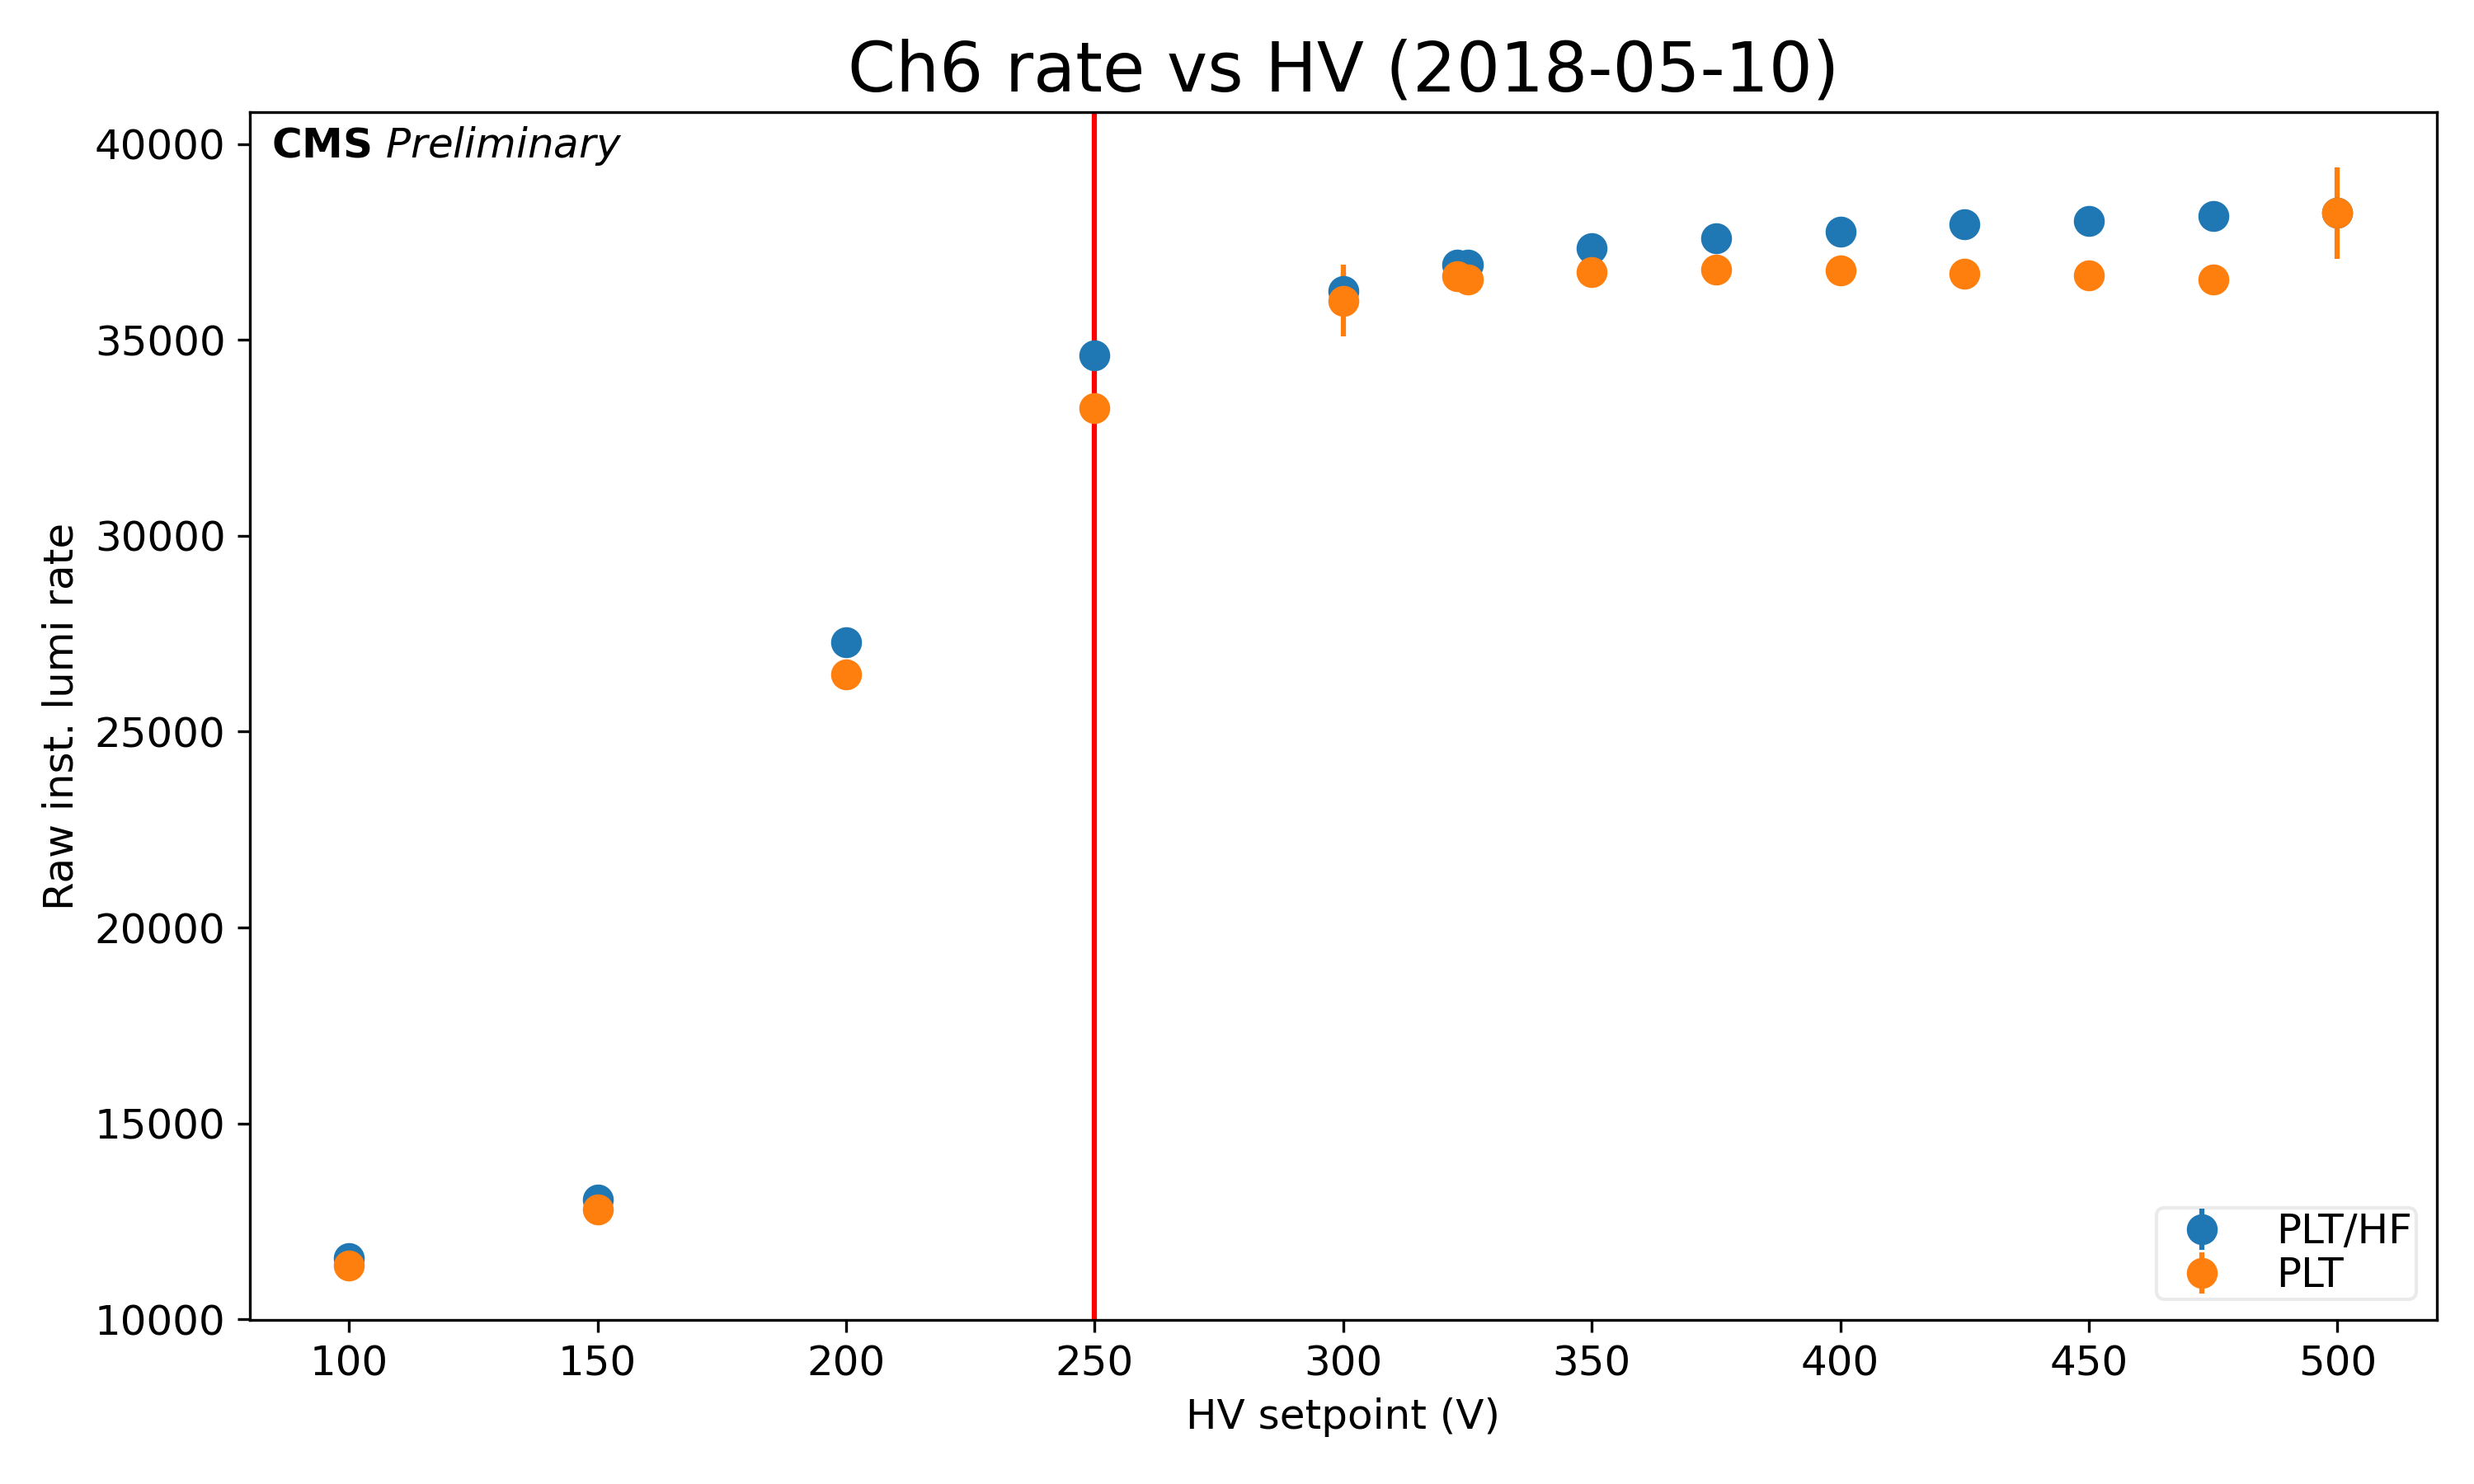 Ch6 rate vs HV (2018-05-10)
CMS Preliminary
40000
35000
30000
25000
20000
15000
10000
Raw inst. lumi rate
PLT/HF
PLT
100 150 200 250 300 350 400 450 500
HV setpoint (V)